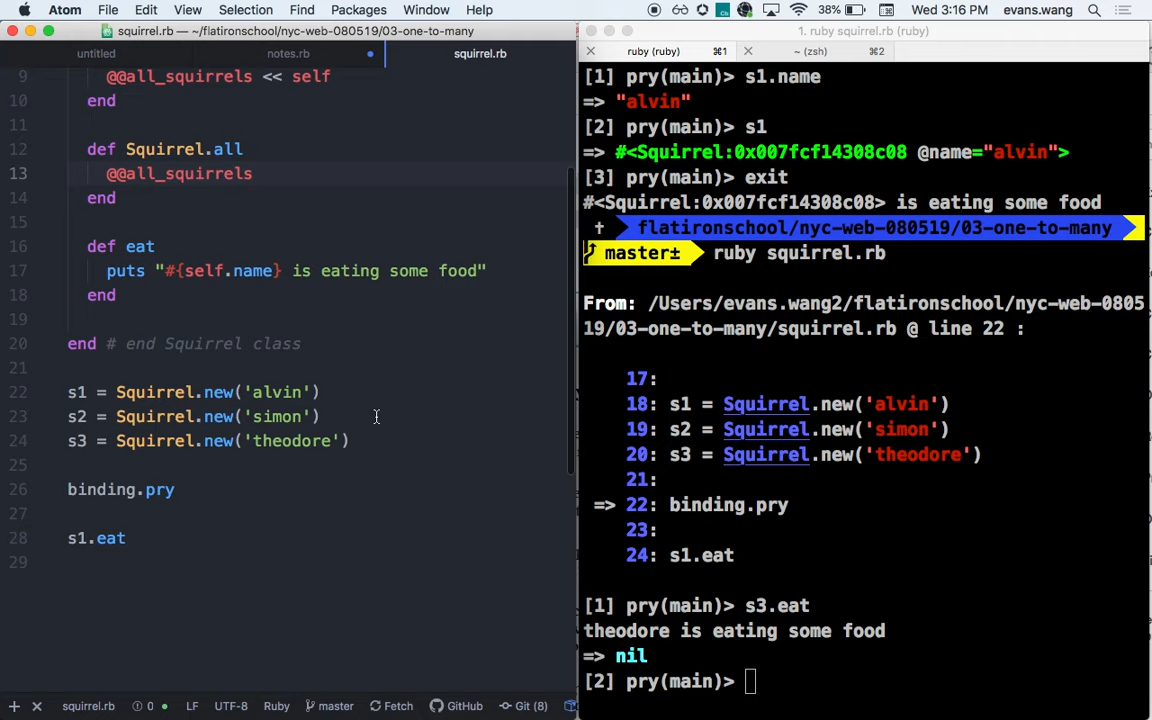 Atom File Edit View Selection Find Packages Window Help 38% Wed 3:16 PM evans.wang
squirrel.rb — ~/flatironschool/nyc-web-080519/03-one-to-many
untitled notes.rb squirrel.rb
9 @@all_squirrels << self
10 end
11
12 def Squirrel.all
13 @@all_squirrels
14 end
15
16 def eat
17 puts "#{self.name} is eating some food"
18 end
19
20 end # end Squirrel class
21
22 s1 = Squirrel.new('alvin')
23 s2 = Squirrel.new('simon')
24 s3 = Squirrel.new('theodore')
25
26 binding.pry
27
28 s1.eat
29
squirrel.rb 0 LF UTF-8 Ruby master Fetch GitHub Git (8)
1. ruby squirrel.rb (ruby)
ruby (ruby) ⌘1 ~ (zsh) ⌘2
[1] pry(main)> s1.name
=> "alvin"
[2] pry(main)> s1
=> #<Squirrel:0x007fcf14308c08 @name="alvin">
[3] pry(main)> exit
#<Squirrel:0x007fcf14308c08> is eating some food
flatironschool/nyc-web-080519/03-one-to-many
master± ruby squirrel.rb
From: /Users/evans.wang2/flatironschool/nyc-web-0805
19/03-one-to-many/squirrel.rb @ line 22 :
17:
18: s1 = Squirrel.new('alvin')
19: s2 = Squirrel.new('simon')
20: s3 = Squirrel.new('theodore')
21:
=> 22: binding.pry
23:
24: s1.eat
[1] pry(main)> s3.eat
theodore is eating some food
=> nil
[2] pry(main)>